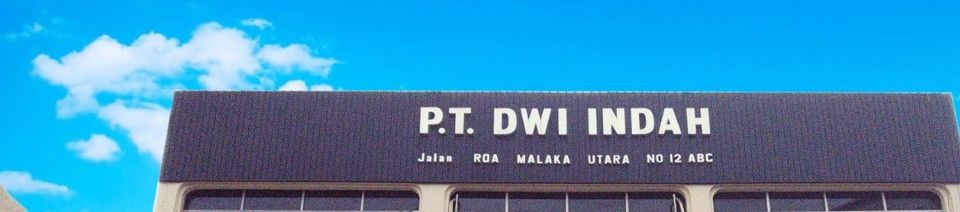 P.T. DWI INDAH
Jalan ROA MALAKA UTARA NO 12 ABC